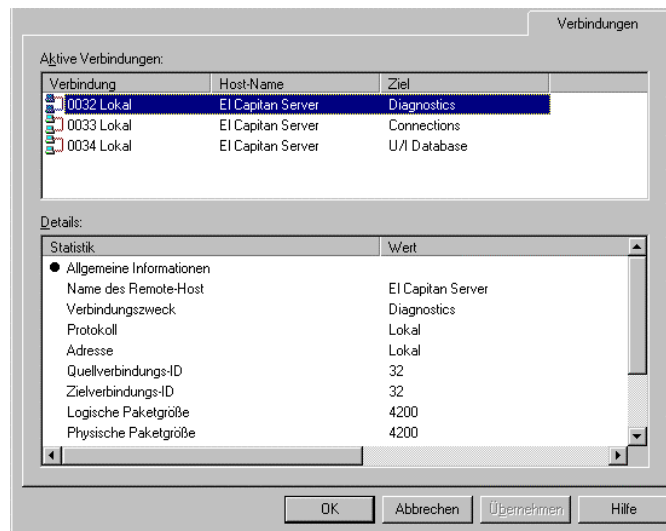 Verbindungen
Aktive Verbindungen:
Verbindung Host-Name Ziel
0032 Lokal El Capitan Server Diagnostics
0033 Lokal El Capitan Server Connections
0034 Lokal El Capitan Server U/I Database
Details:
Statistik Wert
Allgemeine Informationen
Name des Remote-Host El Capitan Server
Verbindungszweck Diagnostics
Protokoll Lokal
Adresse Lokal
Quellverbindungs-ID 32
Zielverbindungs-ID 32
Logische Paketgröße 4200
Physische Paketgröße 4200
OK Abbrechen Übernehmen Hilfe